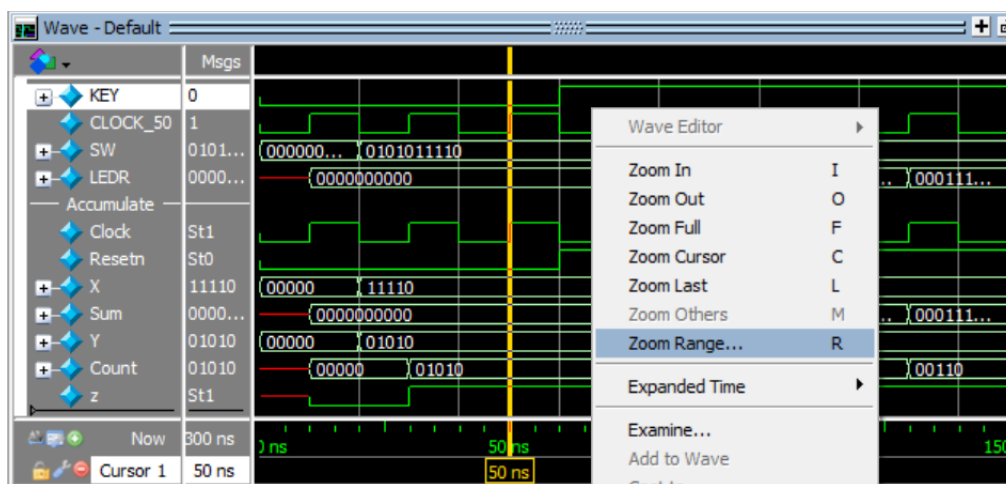 Wave - Default
Msgs
KEY 0
CLOCK_50 1
SW 0101... 000000... 0101011110
LEDR 0000... 0000000000 .. 000111...
Accumulate
Clock St1
Resetn St0
X 11110 00000 11110
Sum 0000... 0000000000 .. 000111...
Y 01010 00000 01010
Count 01010 00000 01010 00110
z St1
Now 300 ns ns 50 ns 150
Cursor 1 50 ns 50 ns
Wave Editor
Zoom In I
Zoom Out O
Zoom Full F
Zoom Cursor C
Zoom Last L
Zoom Others M
Zoom Range... R
Expanded Time
Examine...
Add to Wave